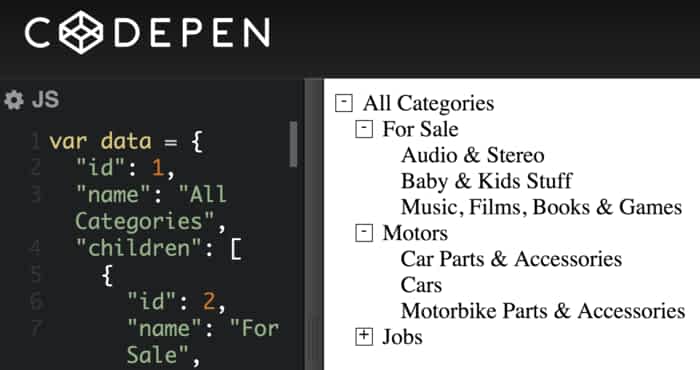 CODEPEN
JS
1 var data = {
2 "id": 1,
3 "name": "All
Categories",
4 "children": [
5 {
6 "id": 2,
7 "name": "For
Sale",
- All Categories
- For Sale
Audio & Stereo
Baby & Kids Stuff
Music, Films, Books & Games
- Motors
Car Parts & Accessories
Cars
Motorbike Parts & Accessories
+ Jobs